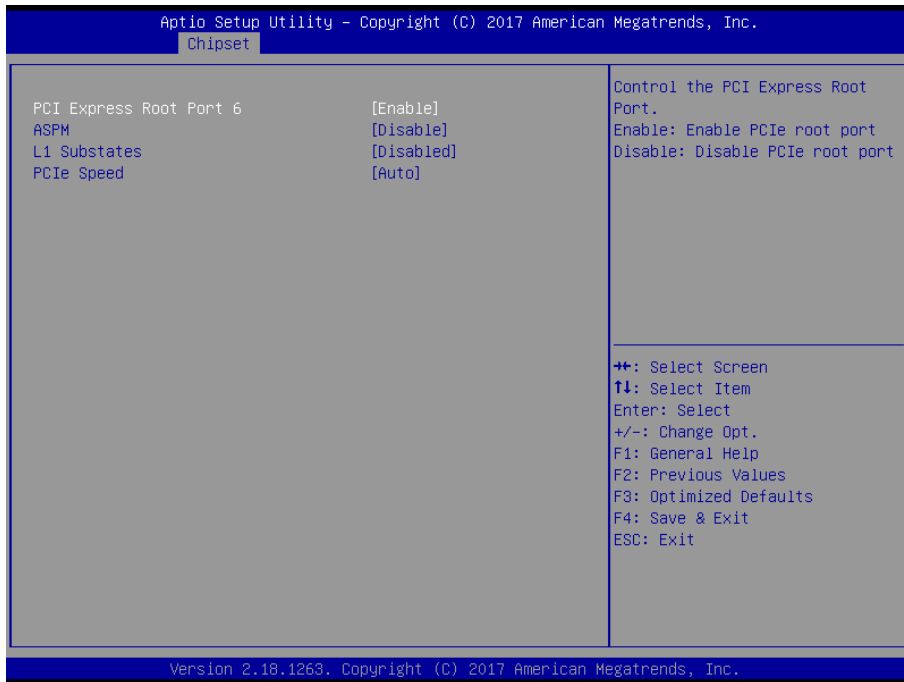 Aptio Setup Utility – Copyright (C) 2017 American Megatrends, Inc.
Chipset
PCI Express Root Port 6 [Enable]
ASPM [Disable]
L1 Substates [Disabled]
PCIe Speed [Auto]
Control the PCI Express Root
Port.
Enable: Enable PCIe root port
Disable: Disable PCIe root port
→←: Select Screen
↑↓: Select Item
Enter: Select
+/-: Change Opt.
F1: General Help
F2: Previous Values
F3: Optimized Defaults
F4: Save & Exit
ESC: Exit
Version 2.18.1263. Copyright (C) 2017 American Megatrends, Inc.